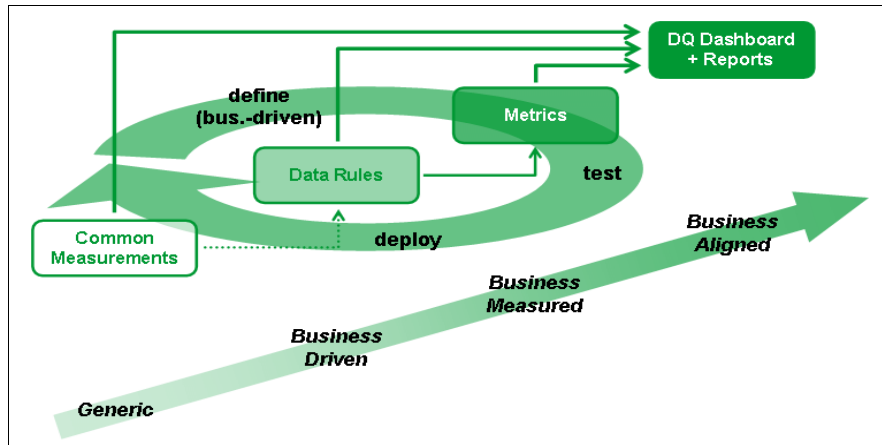 DQ Dashboard
+ Reports
define
(bus.-driven)
Metrics
Data Rules
test
Common
Measurements
deploy
Business
Aligned
Business
Measured
Business
Driven
Generic